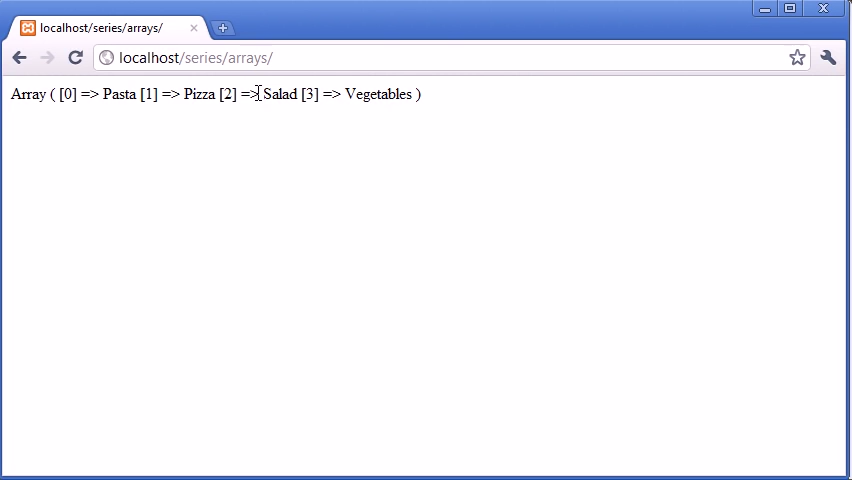 localhost/series/arrays/
localhost/series/arrays/
Array ( [0] => Pasta [1] => Pizza [2] => Salad [3] => Vegetables )